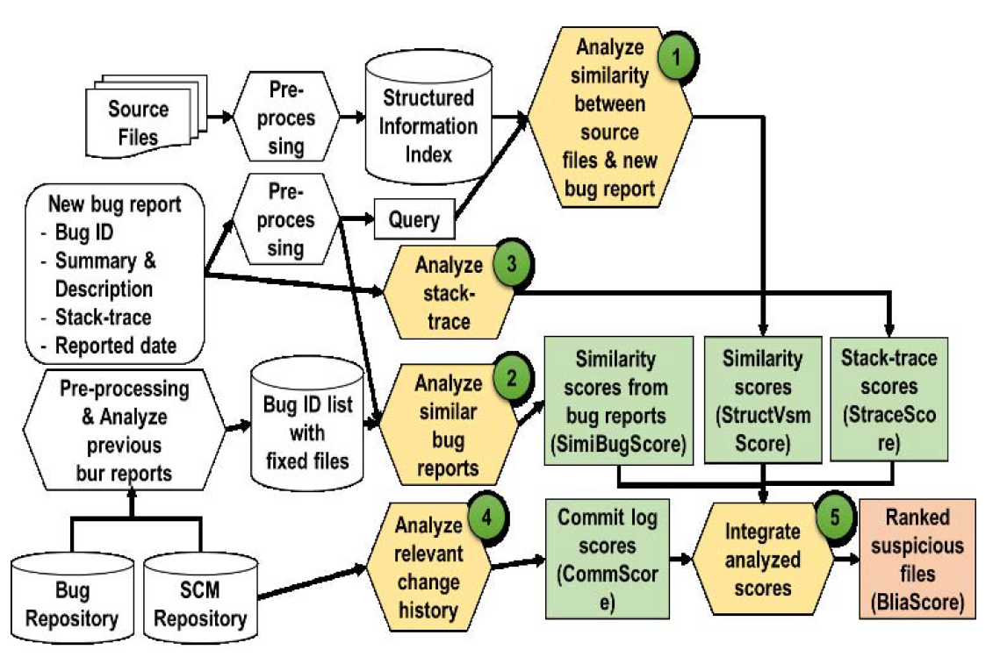 Source
Files
Pre-
proces
sing
Structured
Information
Index
Analyze
similarity
between
source
files & new
bug report
1
New bug report
- Bug ID
- Summary &
Description
- Stack-trace
- Reported date
Pre-
proces
sing
Query
Analyze
stack-
trace
3
Pre-processing
& Analyze
previous
bur reports
Bug ID list
with
fixed files
Analyze
similar
bug
reports
2
Similarity
scores from
bug reports
(SimiBugScore)
Similarity
scores
(StructVsm
Score)
Stack-trace
scores
(StraceSco
re)
Bug
Repository
SCM
Repository
Analyze
relevant
change
history
4
Commit log
scores
(CommScor
e)
Integrate
analyzed
scores
5
Ranked
suspicious
files
(BliaScore)